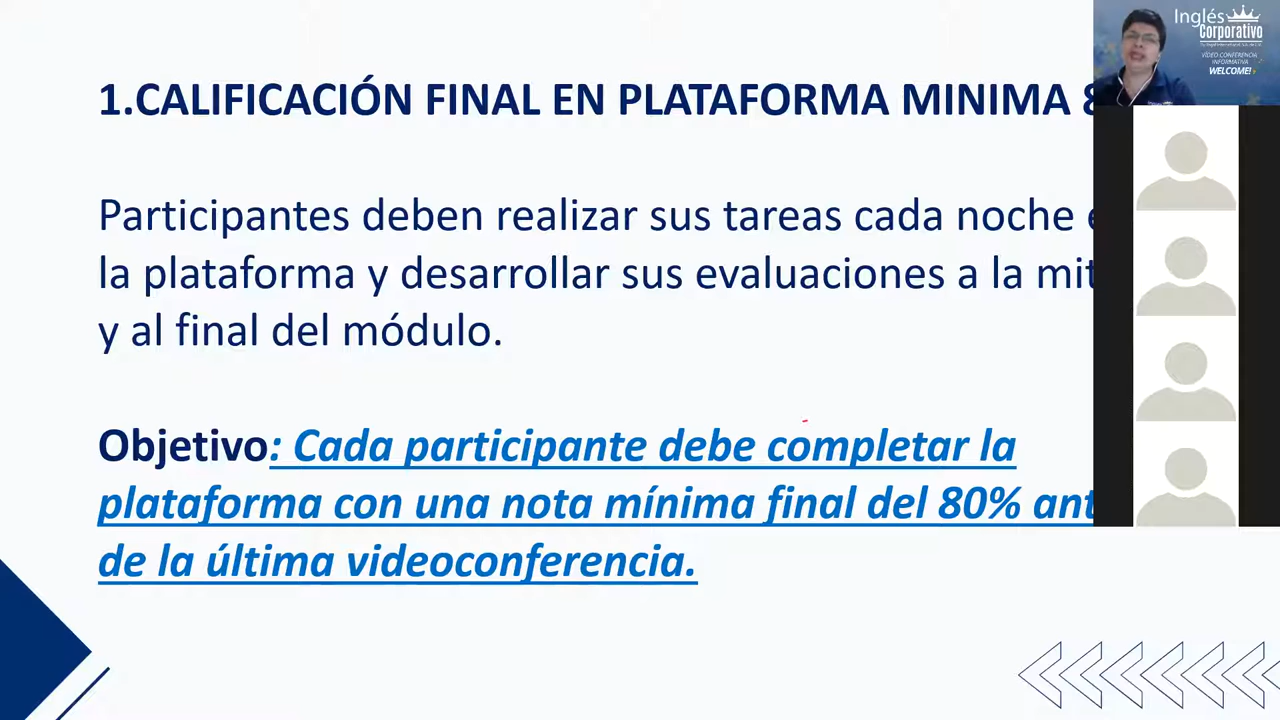 1.CALIFICACIÓN FINAL EN PLATAFORMA MINIMA
Participantes deben realizar sus tareas cada noche
la plataforma y desarrollar sus evaluaciones a la
y al final del módulo.
Objetivo: Cada participante debe completar la
plataforma con una nota mínima final del 80%
de la última videoconferencia.
Inglés
Corporativo
VIDEO CONFERENCIA
INFORMATIVA
WELCOME!